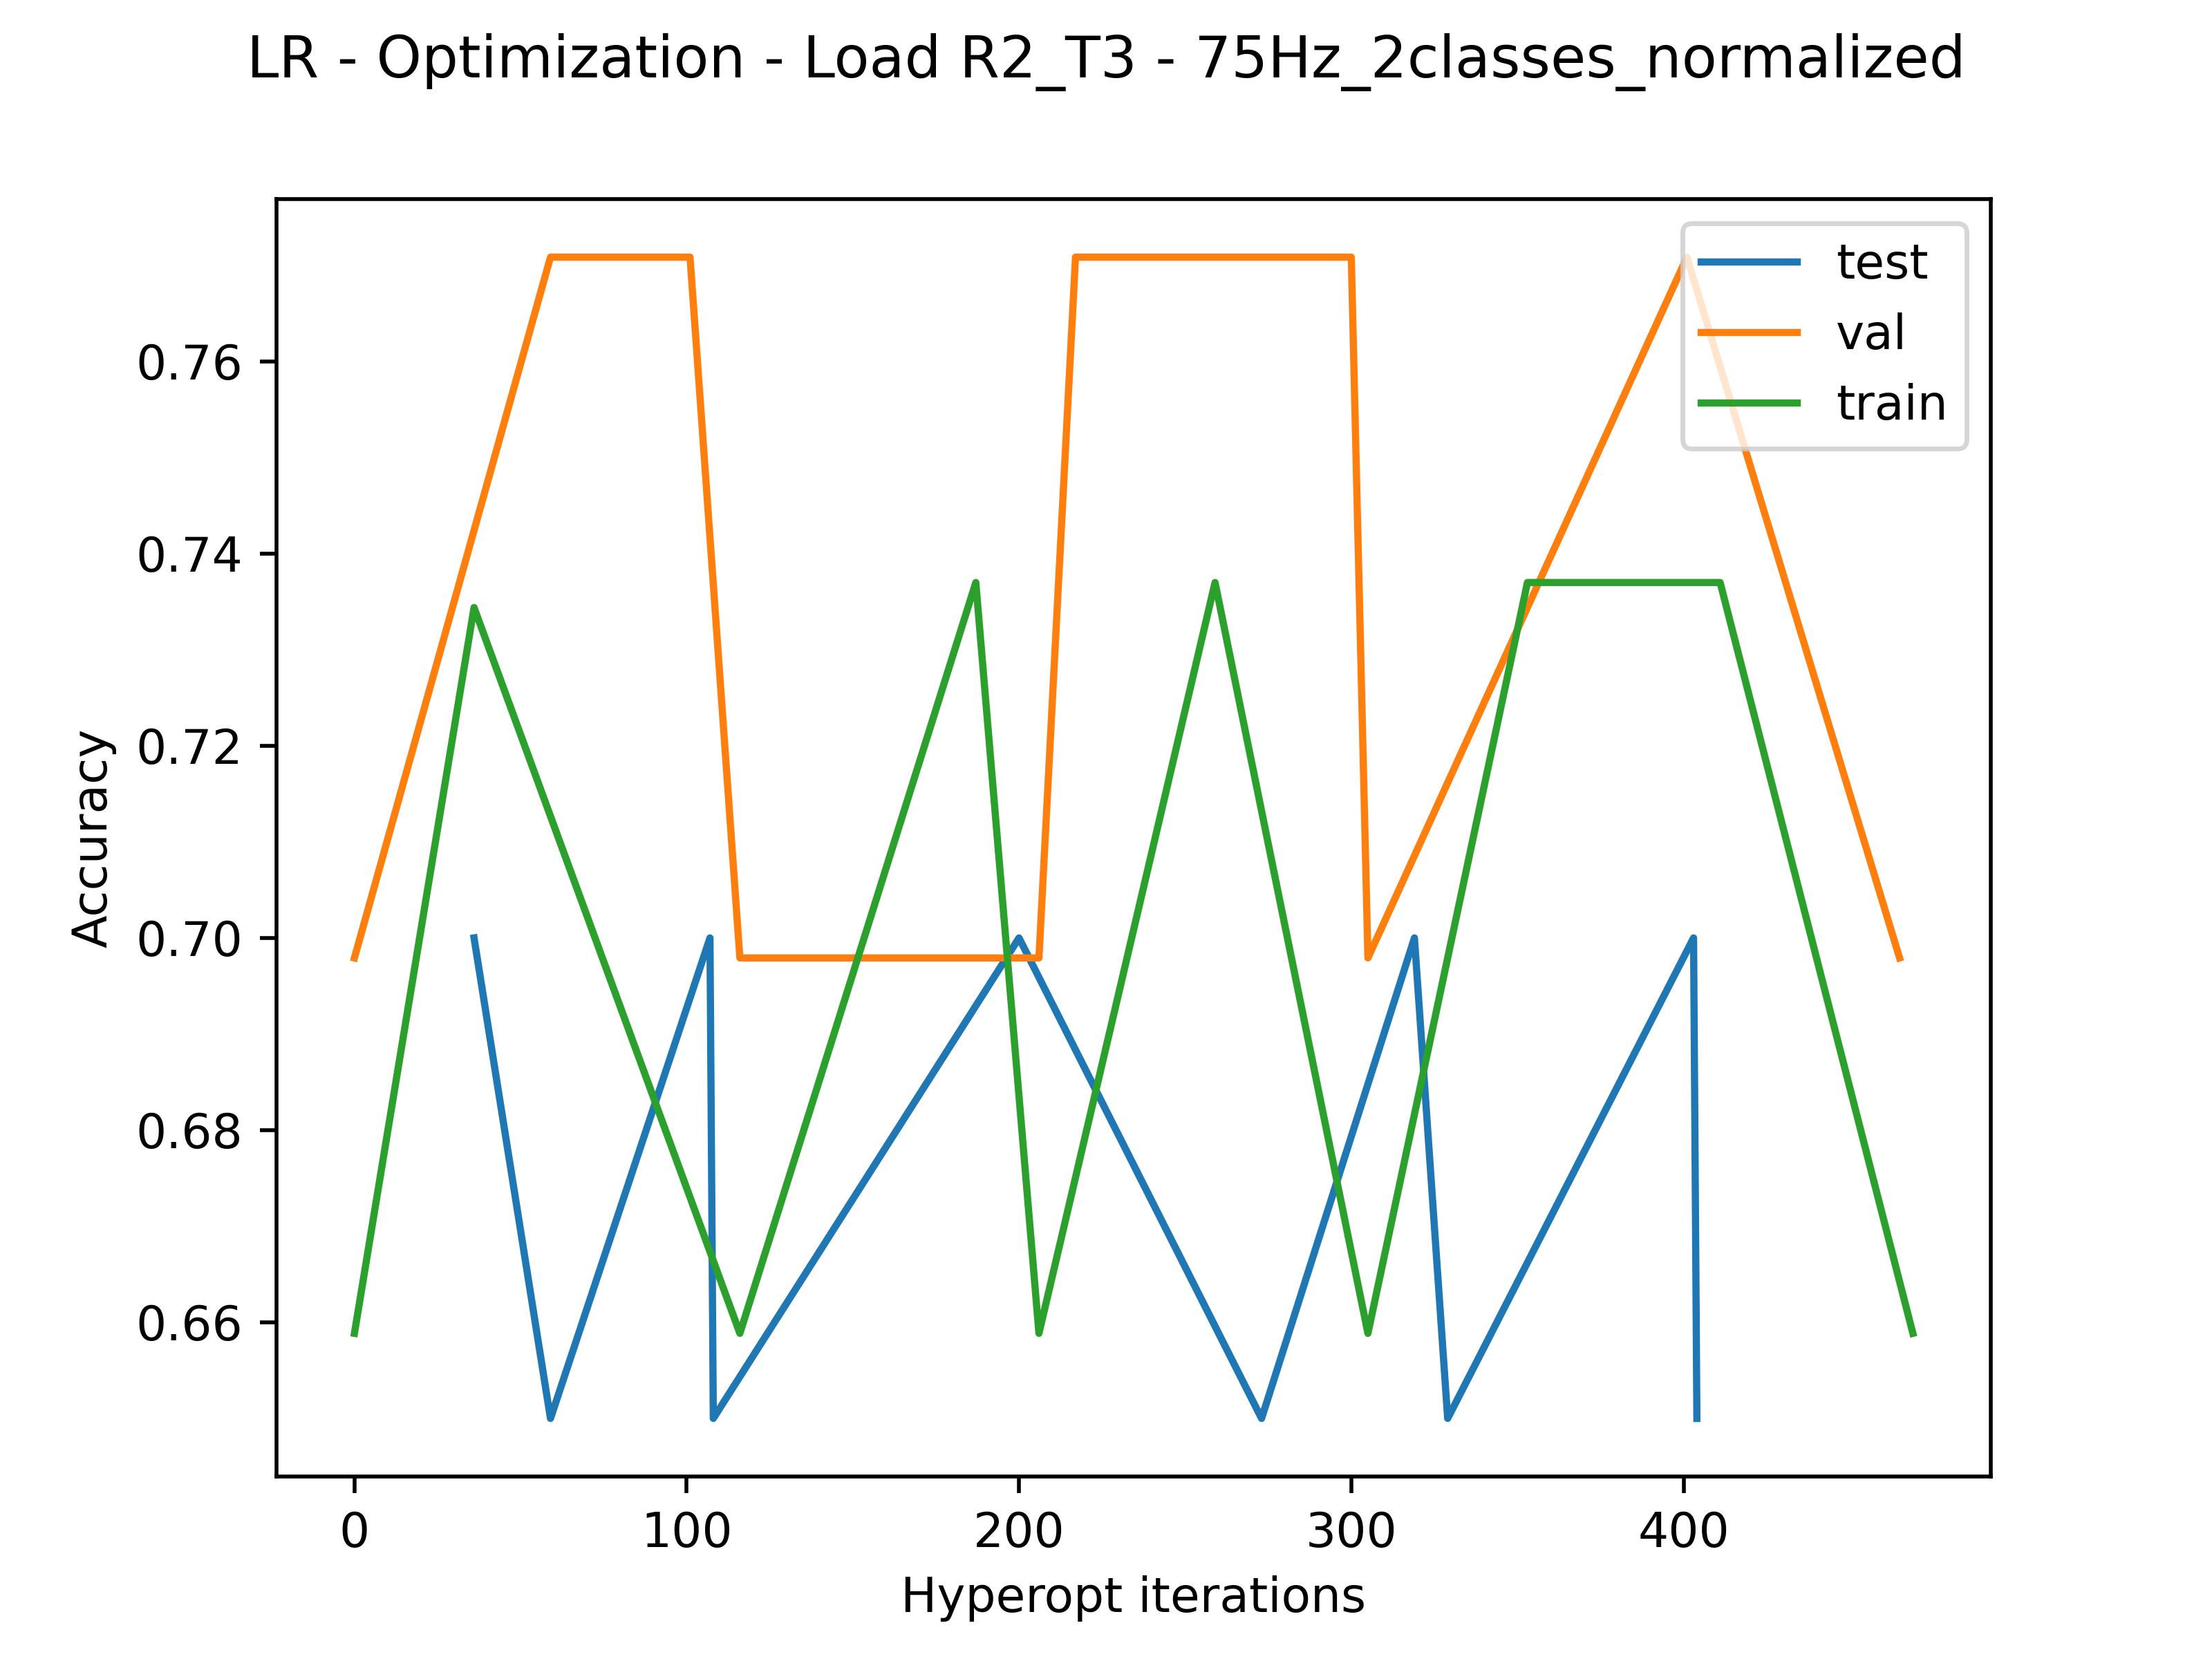 LR - Optimization - Load R2_T3 - 75Hz_2classes_normalized
test
val
train
0.76
0.74
0.72
0.70
0.68
0.66
Accuracy
0 100 200 300 400
Hyperopt iterations